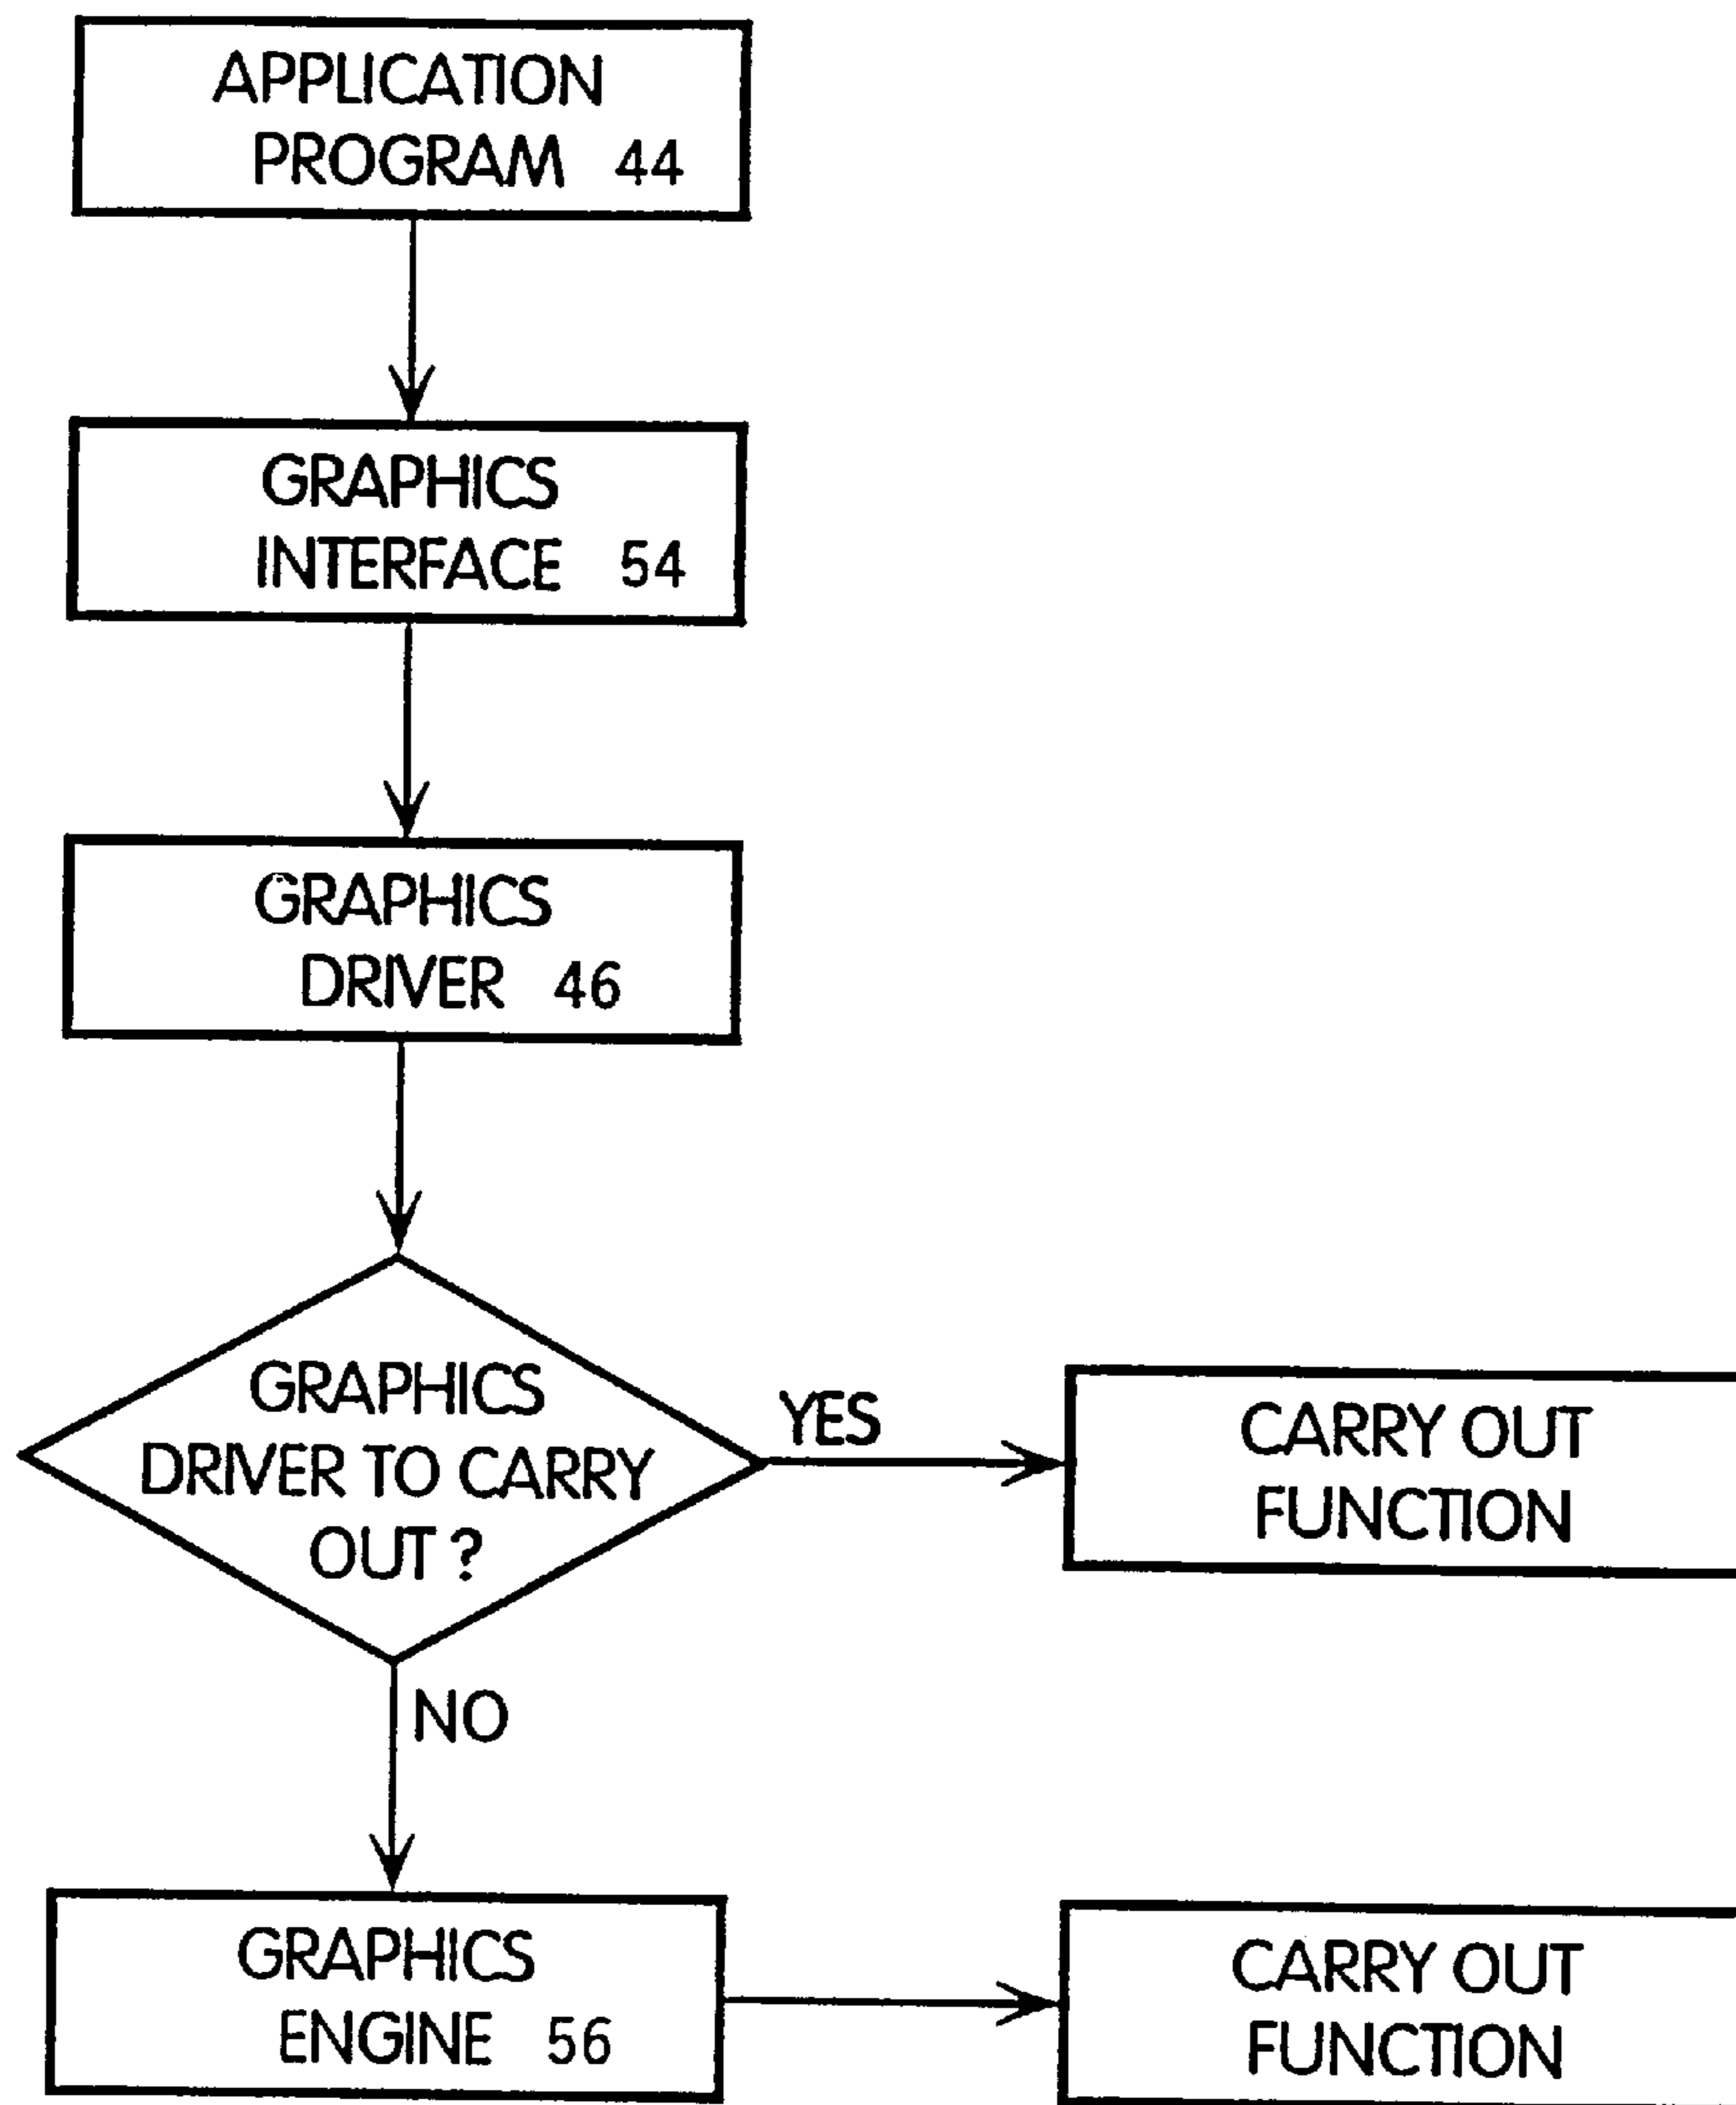 APPLICATION
PROGRAM 44
GRAPHICS
INTERFACE 54
GRAPHICS
DRIVER 46
GRAPHICS
DRIVER TO CARRY
OUT?
YES
CARRY OUT
FUNCTION
NO
GRAPHICS
ENGINE 56
CARRY OUT
FUNCTION